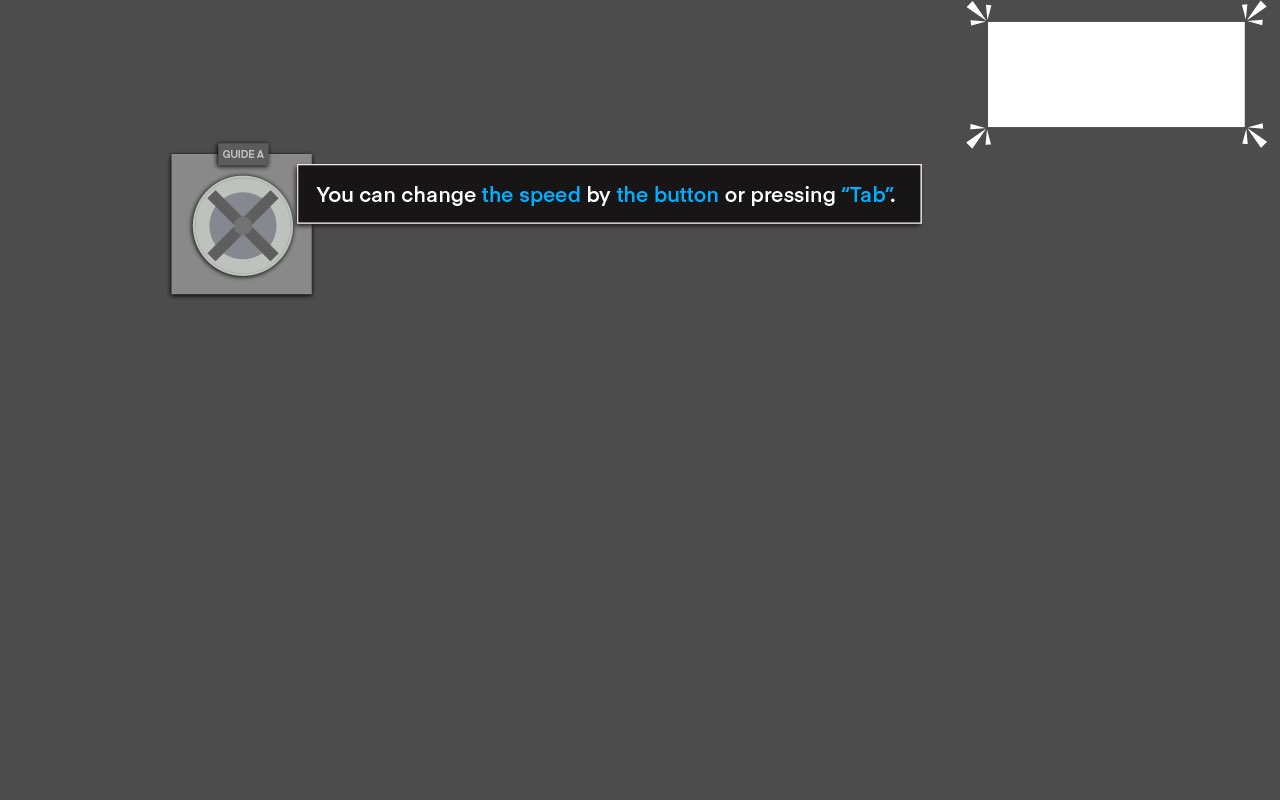 GUIDE A
You can change the speed by the button or pressing “Tab”.